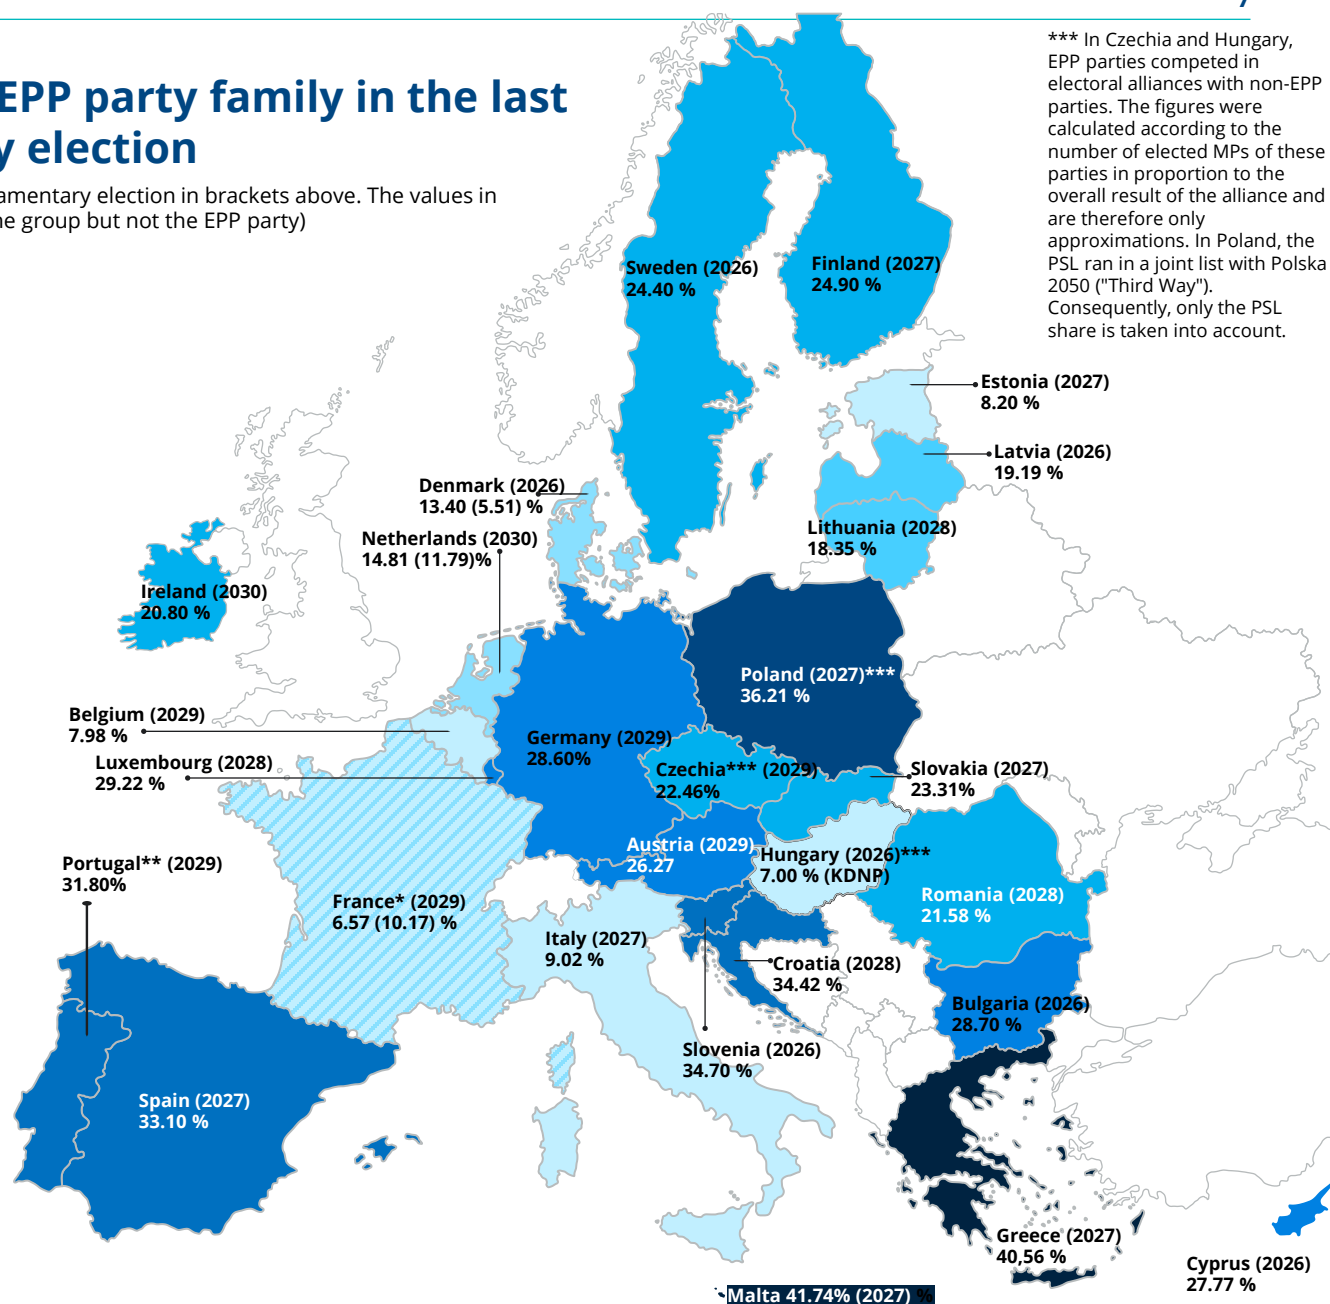 EPP party family in the last
y election
amentary election in brackets above. The values in
ne group but not the EPP party)
*** In Czechia and Hungary,
EPP parties competed in
electoral alliances with non-EPP
parties. The figures were
calculated according to the
number of elected MPs of these
parties in proportion to the
overall result of the alliance and
are therefore only
approximations. In Poland, the
PSL ran in a joint list with Polska
2050 ("Third Way").
Consequently, only the PSL
share is taken into account.
Sweden (2026)
24.40 %
Finland (2027)
24.90 %
Estonia (2027)
8.20 %
Latvia (2026)
19.19 %
Denmark (2026)
13.40 (5.51) %
Lithuania (2028)
18.35 %
Netherlands (2030)
14.81 (11.79)%
Ireland (2030)
20.80 %
Poland (2027)***
36.21 %
Belgium (2029)
7.98 %
Germany (2029)
28.60%
Luxembourg (2028)
29.22 %
Czechia*** (2029)
22.46%
Slovakia (2027)
23.31%
Austria (2029)
26.27
Hungary (2026)***
7.00 % (KDNP)
Portugal** (2029)
31.80%
France* (2029)
6.57 (10.17) %
Romania (2028)
21.58 %
Italy (2027)
9.02 %
Croatia (2028)
34.42 %
Bulgaria (2026)
28.70 %
Slovenia (2026)
34.70 %
Spain (2027)
33.10 %
Greece (2027)
40,56 %
Cyprus (2026)
27.77 %
Malta 41.74% (2027) %